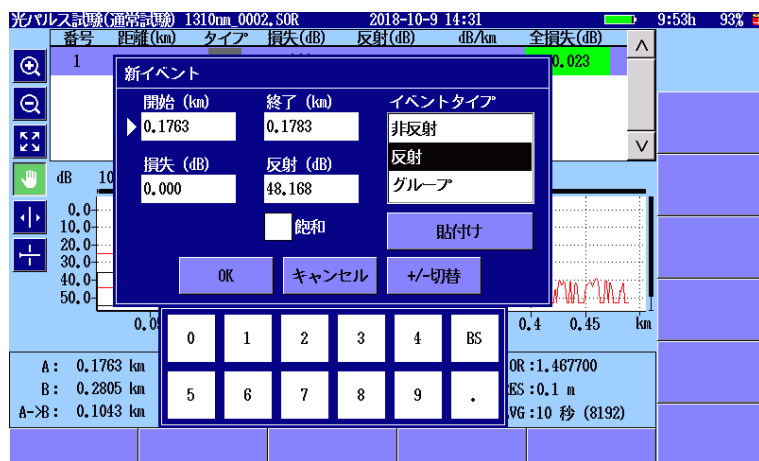 光パルス試験(通常試験) 1310nm_0002.SOR 2018-10-9 14:31 9:53h 93%
番号 距離(km) タイプ 損失(dB) 反射(dB) dB/km 全損失(dB)
1 0.023
新イベント
開始 (km) 終了 (km) イベントタイプ
0.1763 0.1783 非反射
反射
損失 (dB) 反射 (dB)
0.000 48.168 グループ
飽和 貼付け
OK キャンセル +/-切替
dB 10
0.0
10.0
20.0
30.0
40.0
50.0
0.4 0.45 km
0 1 2 3 4 BS
5 6 7 8 9 .
A: 0.1763 km OR:1.467700
B: 0.2805 km ES:0.1 m
A->B: 0.1043 km VG:10 秒 (8192)